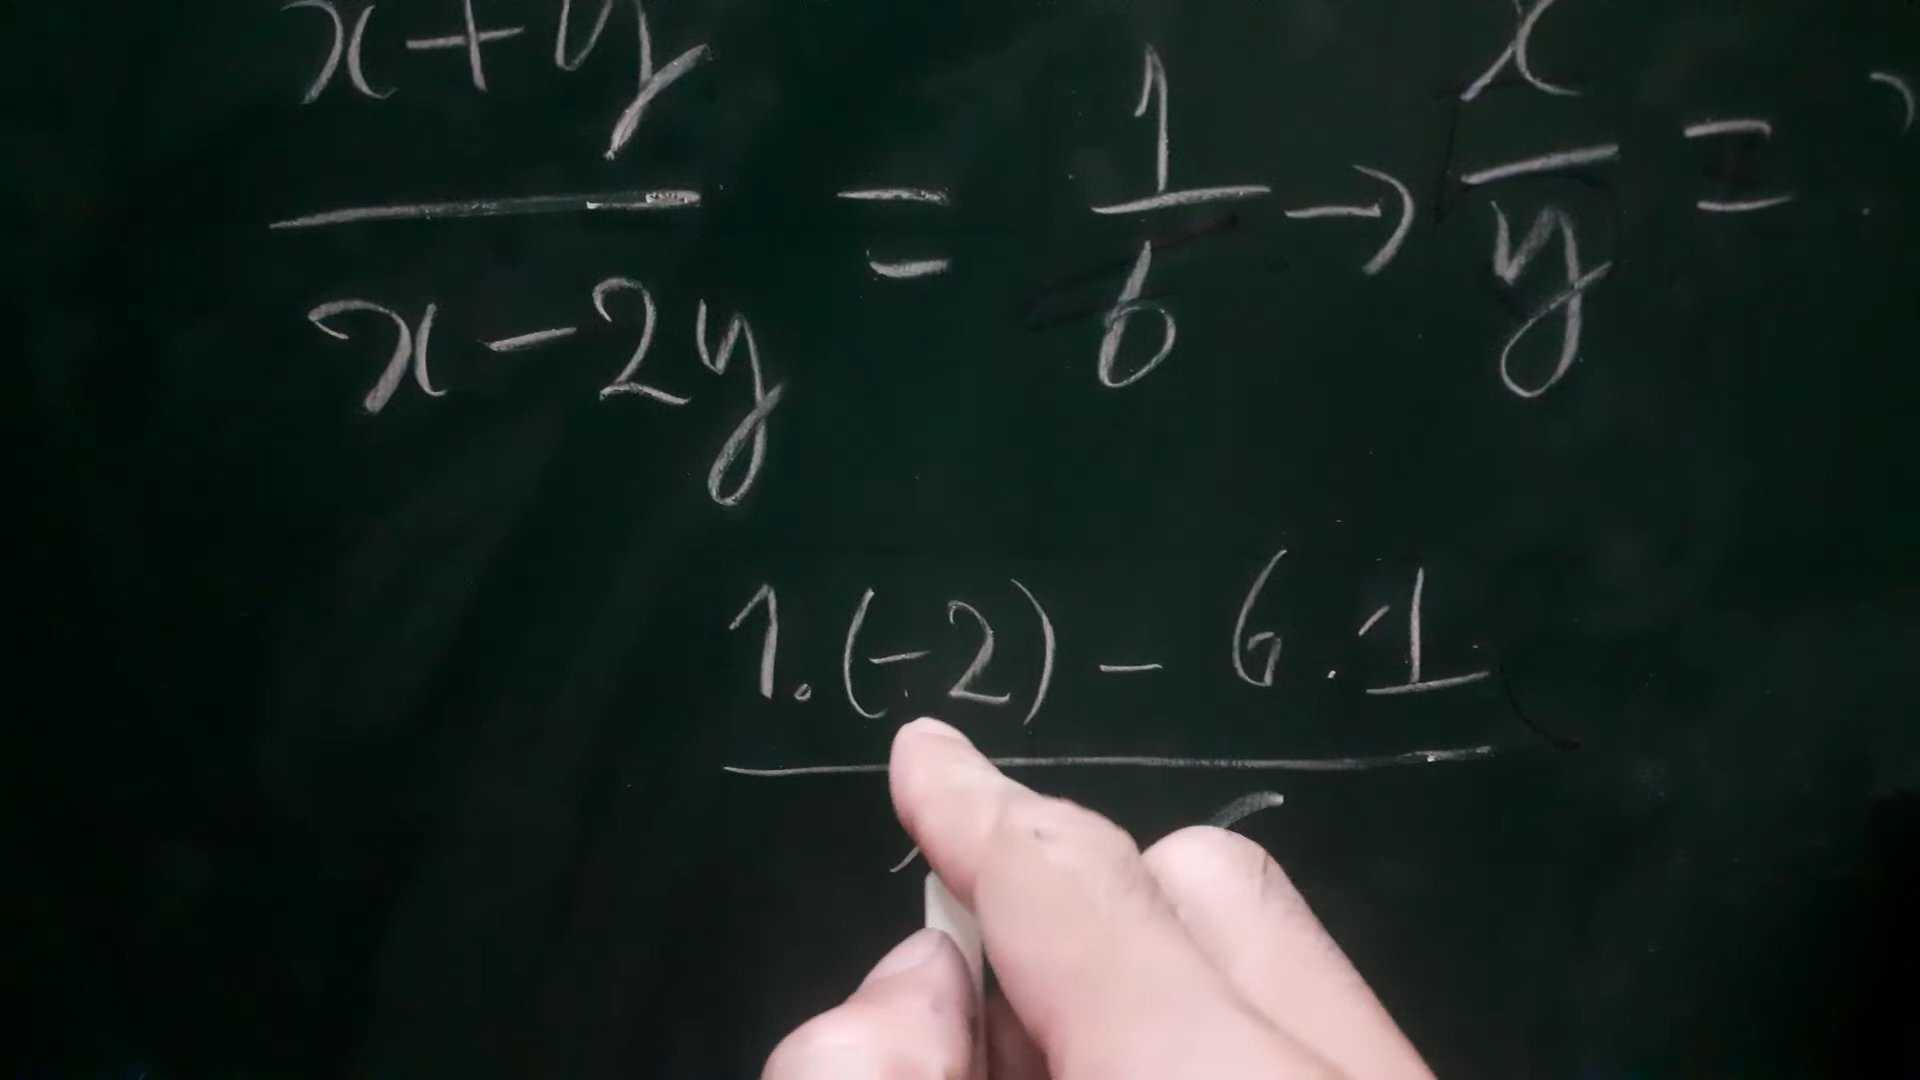 x+y/x-2y = 1/6 → x/y = ?
1.(-2) - 6.1